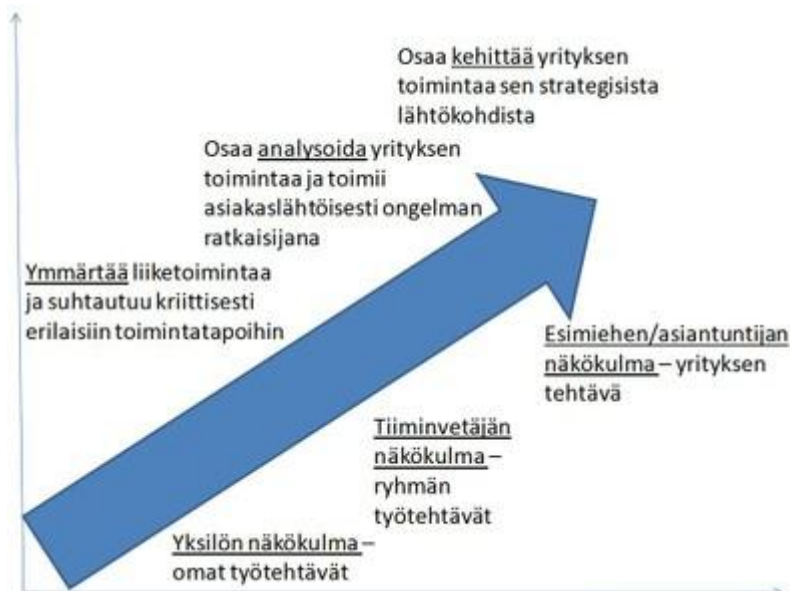 Osaa kehittää yrityksen
toimintaa sen strategisista
lähtökohdista
Osaa analysoida yrityksen
toimintaa ja toimii
asiakaslähtöisesti ongelman
ratkaisijana
Ymmärtää liiketoimintaa
ja suhtautuu kriittisesti
erilaisiin toimintatapoihin
Esimiehen/asiantuntijan
näkökulma – yrityksen
tehtävä
Tiiminvetäjän
näkökulma –
ryhmän
työtehtävät
Yksilön näkökulma –
omat työtehtävät